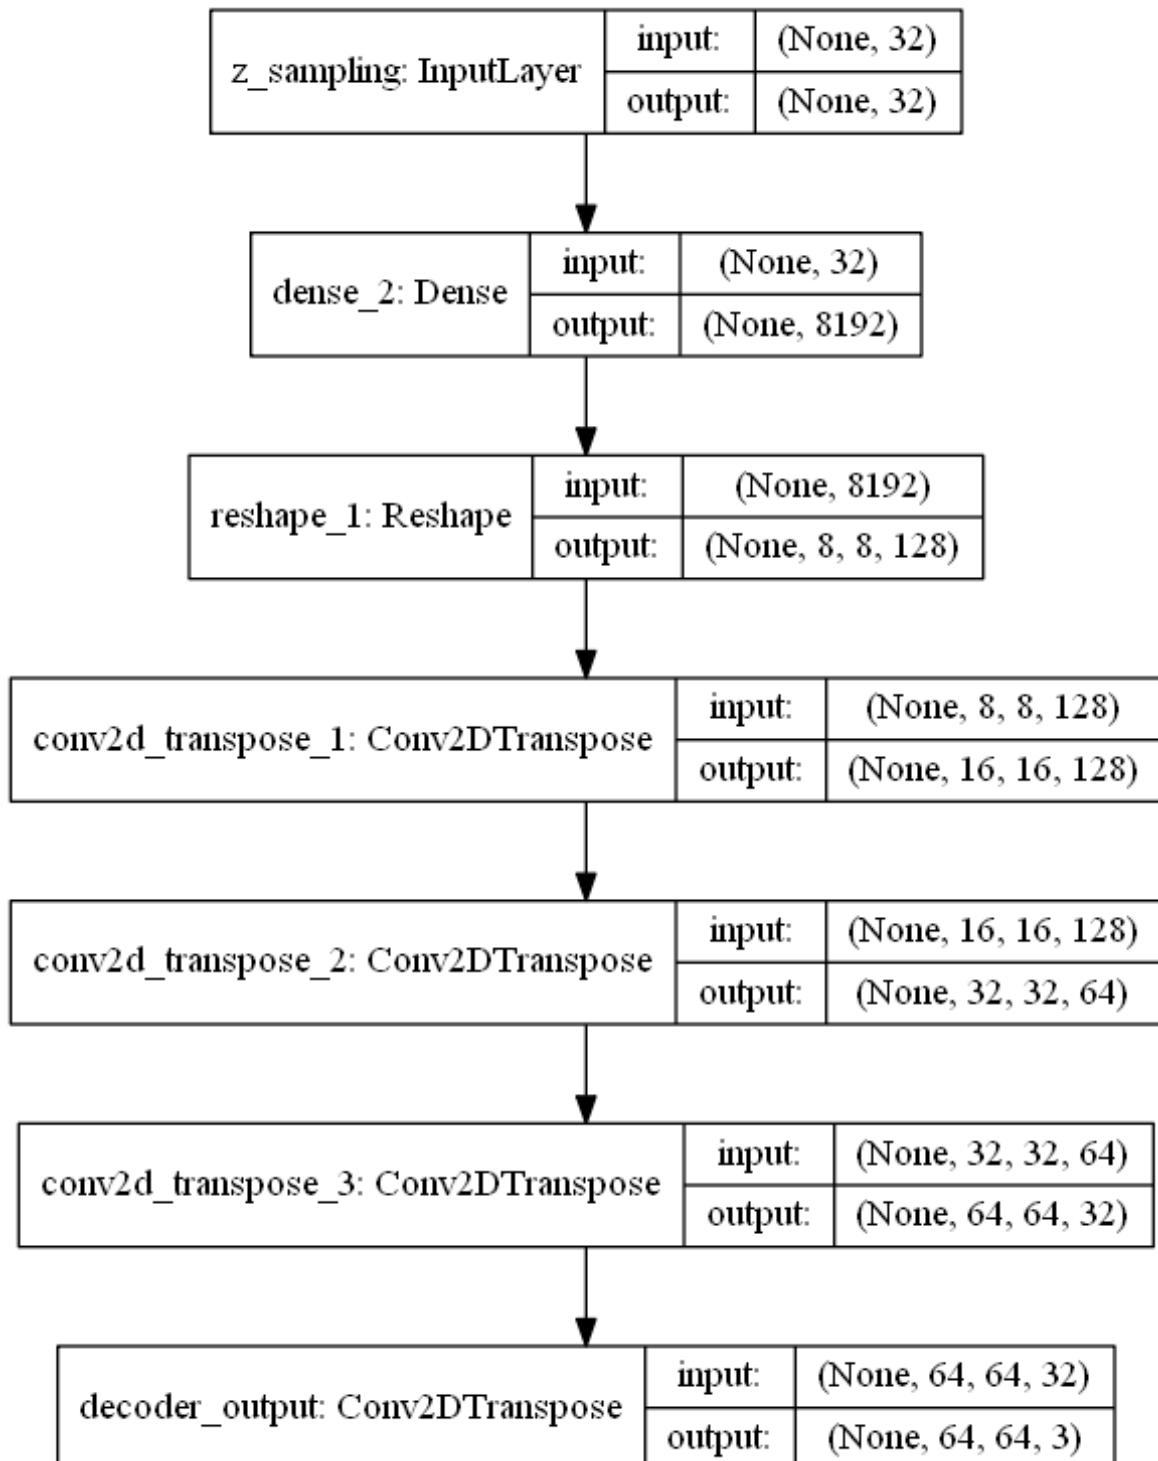 z_sampling: InputLayer
input: (None, 32)
output: (None, 32)
dense_2: Dense
input: (None, 32)
output: (None, 8192)
reshape_1: Reshape
input: (None, 8192)
output: (None, 8, 8, 128)
conv2d_transpose_1: Conv2DTranspose
input: (None, 8, 8, 128)
output: (None, 16, 16, 128)
conv2d_transpose_2: Conv2DTranspose
input: (None, 16, 16, 128)
output: (None, 32, 32, 64)
conv2d_transpose_3: Conv2DTranspose
input: (None, 32, 32, 64)
output: (None, 64, 64, 32)
decoder_output: Conv2DTranspose
input: (None, 64, 64, 32)
output: (None, 64, 64, 3)